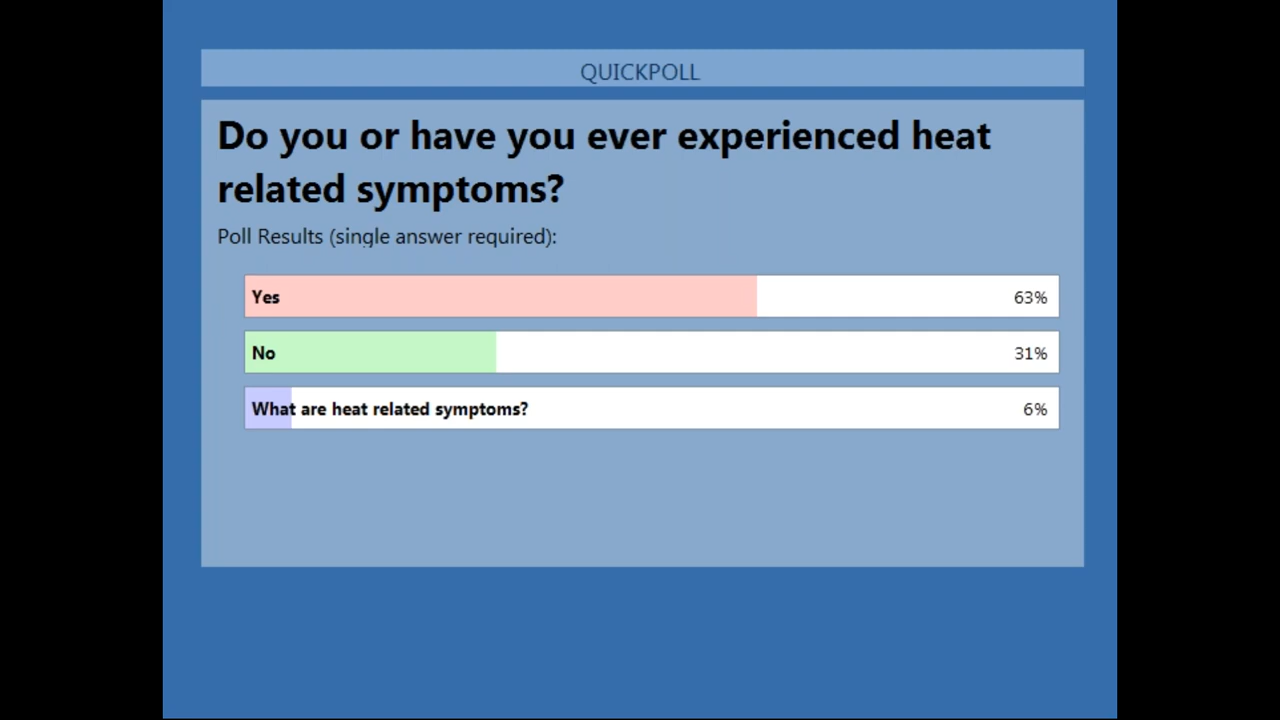 QUICKPOLL
Do you or have you ever experienced heat
related symptoms?
Poll Results (single answer required):
Yes 63%
No 31%
What are heat related symptoms? 6%